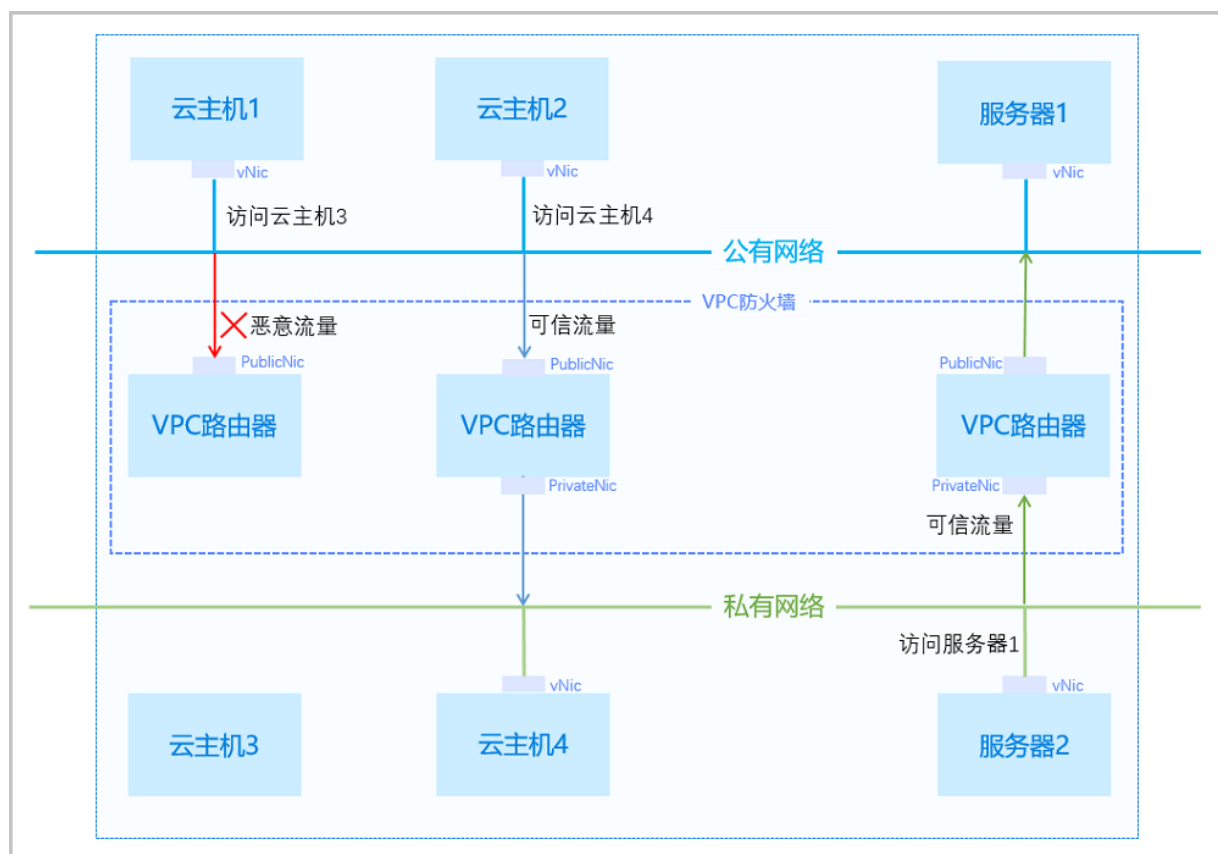 云主机1
云主机2
服务器1
vNic
vNic
vNic
访问云主机3
访问云主机4
公有网络
VPC防火墙
恶意流量
可信流量
PublicNic
PublicNic
PublicNic
VPC路由器
VPC路由器
VPC路由器
PrivateNic
PrivateNic
可信流量
私有网络
访问服务器1
vNic
vNic
云主机3
云主机4
服务器2